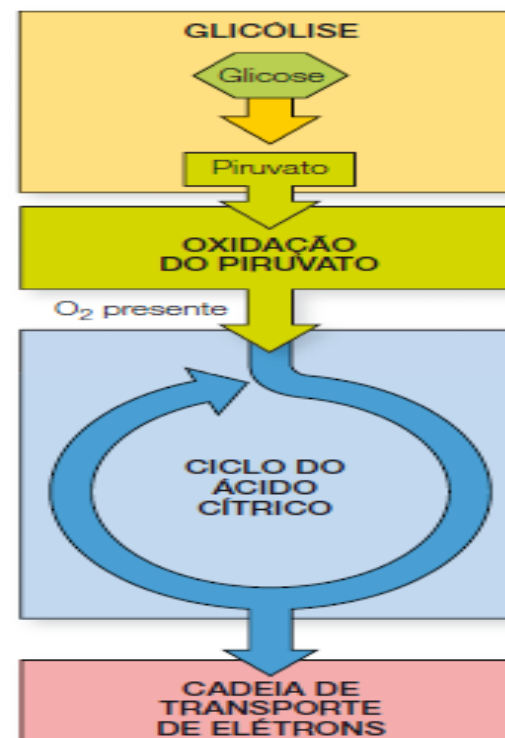 GLICÓLISE
Glicose
Piruvato
OXIDAÇÃO
DO PIRUVATO
O₂ presente
CICLO DO
ÁCIDO
CÍTRICO
CADEIA DE
TRANSPORTE
DE ELÉTRONS